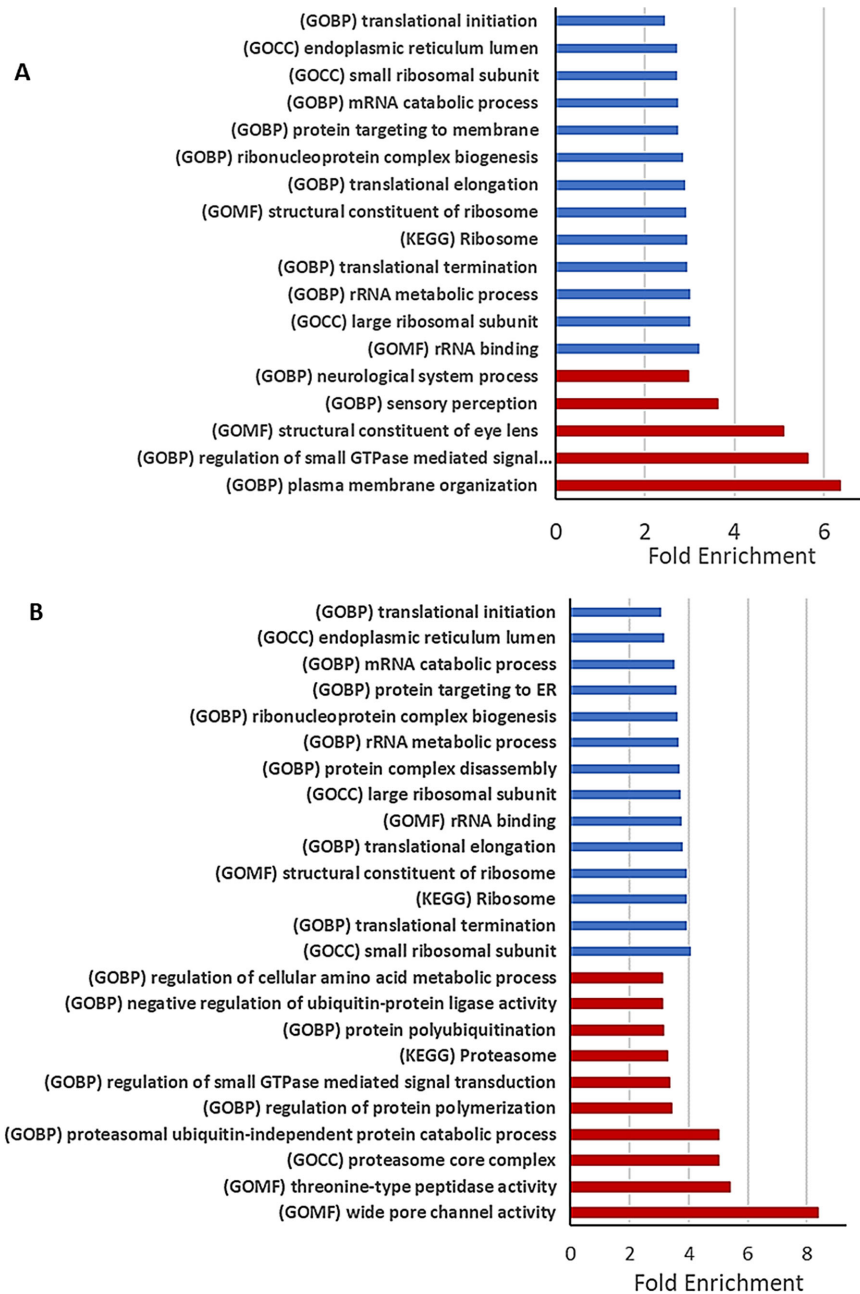 A
(GOBP) translational initiation
(GOCC) endoplasmic reticulum lumen
(GOCC) small ribosomal subunit
(GOBP) mRNA catabolic process
(GOBP) protein targeting to membrane
(GOBP) ribonucleoprotein complex biogenesis
(GOBP) translational elongation
(GOMF) structural constituent of ribosome
(KEGG) Ribosome
(GOBP) translational termination
(GOBP) rRNA metabolic process
(GOCC) large ribosomal subunit
(GOMF) rRNA binding
(GOBP) neurological system process
(GOBP) sensory perception
(GOMF) structural constituent of eye lens
(GOBP) regulation of small GTPase mediated signal...
(GOBP) plasma membrane organization
0 2 4 6
Fold Enrichment
B
(GOBP) translational initiation
(GOCC) endoplasmic reticulum lumen
(GOBP) mRNA catabolic process
(GOBP) protein targeting to ER
(GOBP) ribonucleoprotein complex biogenesis
(GOBP) rRNA metabolic process
(GOBP) protein complex disassembly
(GOCC) large ribosomal subunit
(GOMF) rRNA binding
(GOBP) translational elongation
(GOMF) structural constituent of ribosome
(KEGG) Ribosome
(GOBP) translational termination
(GOCC) small ribosomal subunit
(GOBP) regulation of cellular amino acid metabolic process
(GOBP) negative regulation of ubiquitin-protein ligase activity
(GOBP) protein polyubiquitination
(KEGG) Proteasome
(GOBP) regulation of small GTPase mediated signal transduction
(GOBP) regulation of protein polymerization
(GOBP) proteasomal ubiquitin-independent protein catabolic process
(GOCC) proteasome core complex
(GOMF) threonine-type peptidase activity
(GOMF) wide pore channel activity
0 2 4 6 8
Fold Enrichment